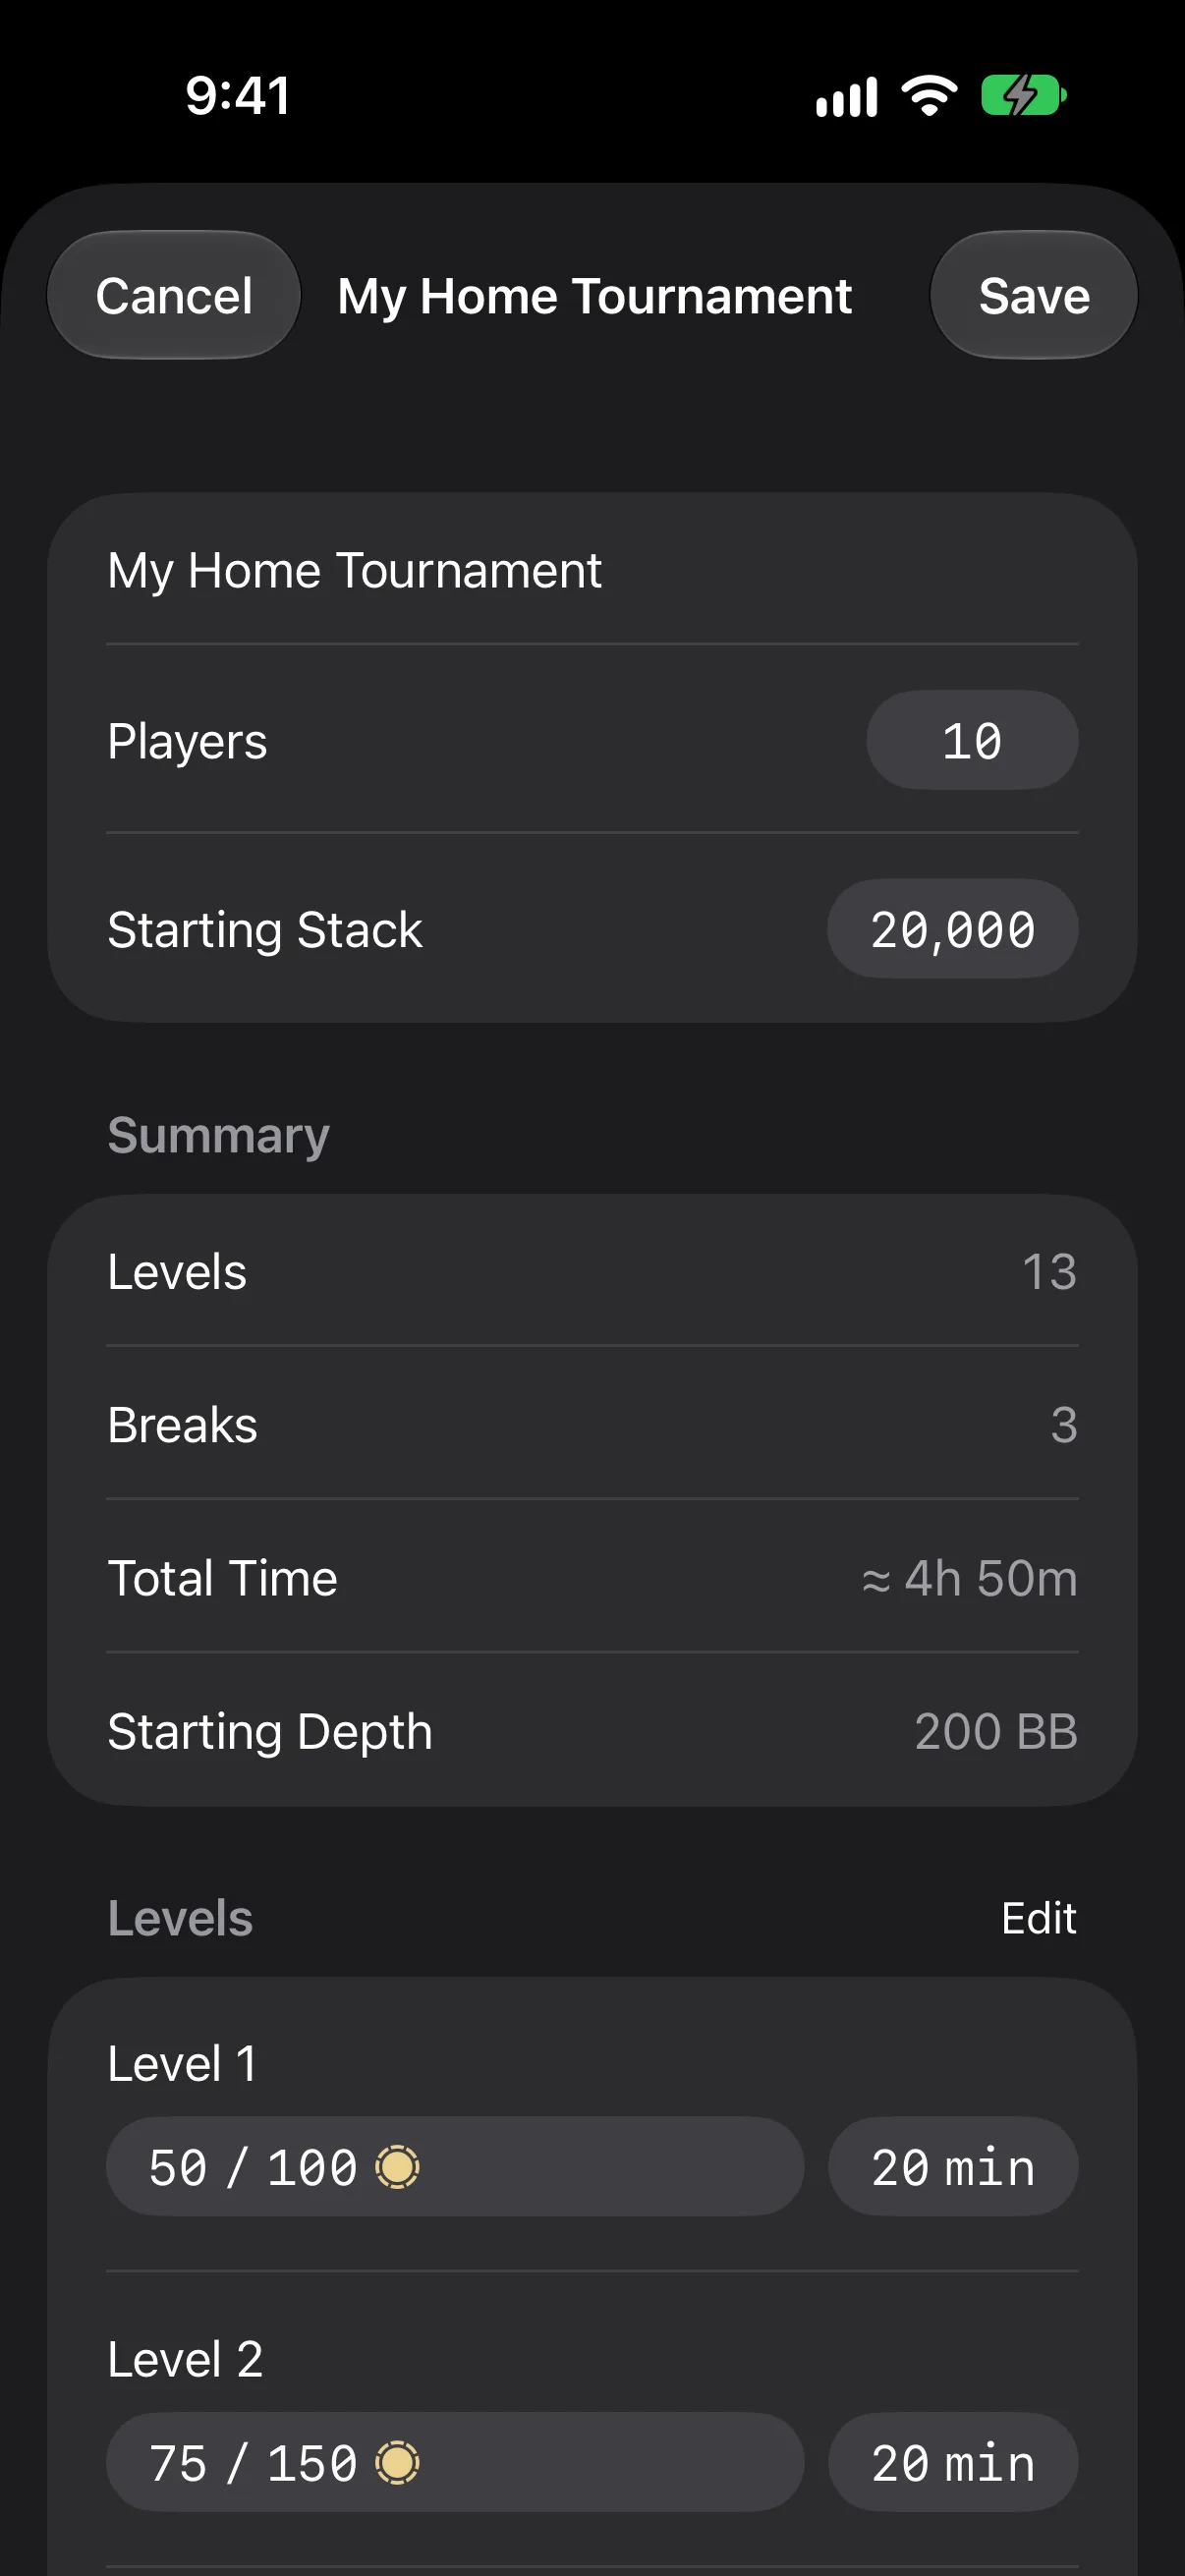 9:41
Cancel My Home Tournament Save
My Home Tournament
Players 10
Starting Stack 20,000
Summary
Levels 13
Breaks 3
Total Time ≈ 4h 50m
Starting Depth 200 BB
Levels Edit
Level 1
50 / 100 20 min
Level 2
75 / 150 20 min